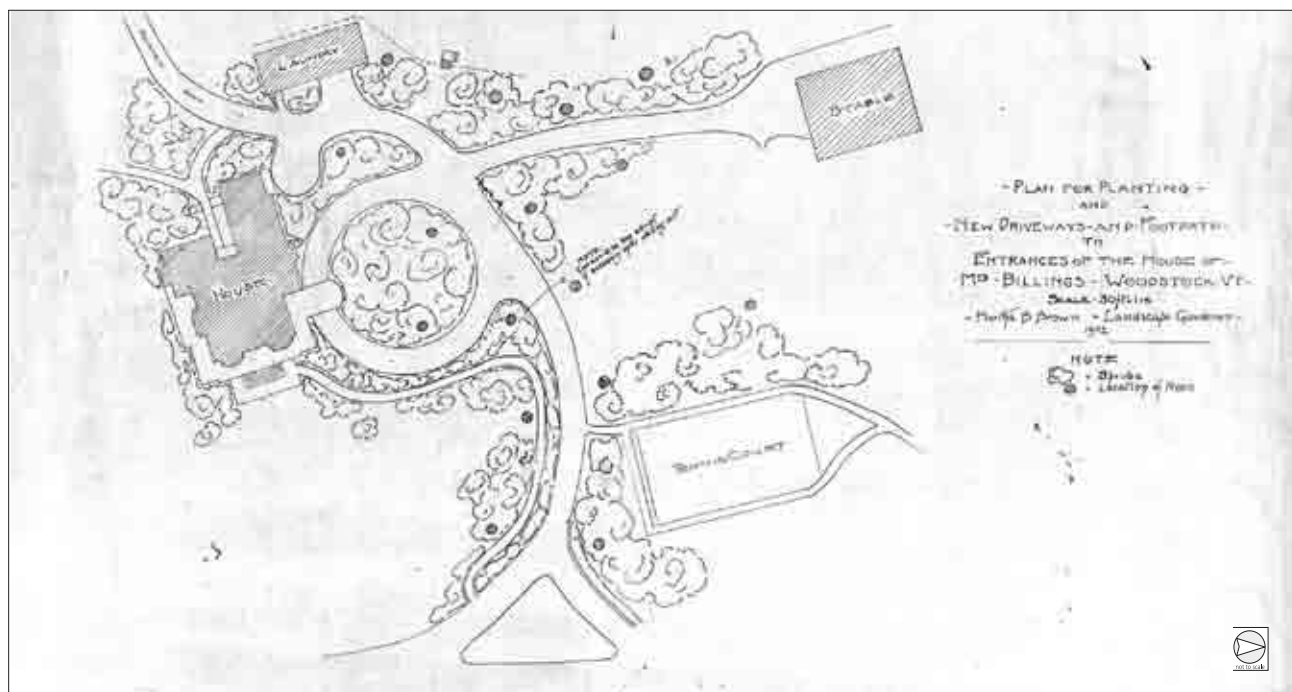 LAUNDRY
STABLE
HOUSE
TENNIS COURT
- PLAN FOR PLANTING -
AND
- NEW DRIVEWAYS - AND - FOOTPATH -
TO
ENTRANCES OF THE HOUSE OF -
MRS - BILLINGS - WOODSTOCK - VT -
SCALE
- Martha B Brown - Landscape Gardener -
1892
NOTE
- Shrubs
- Location of Trees
not to scale